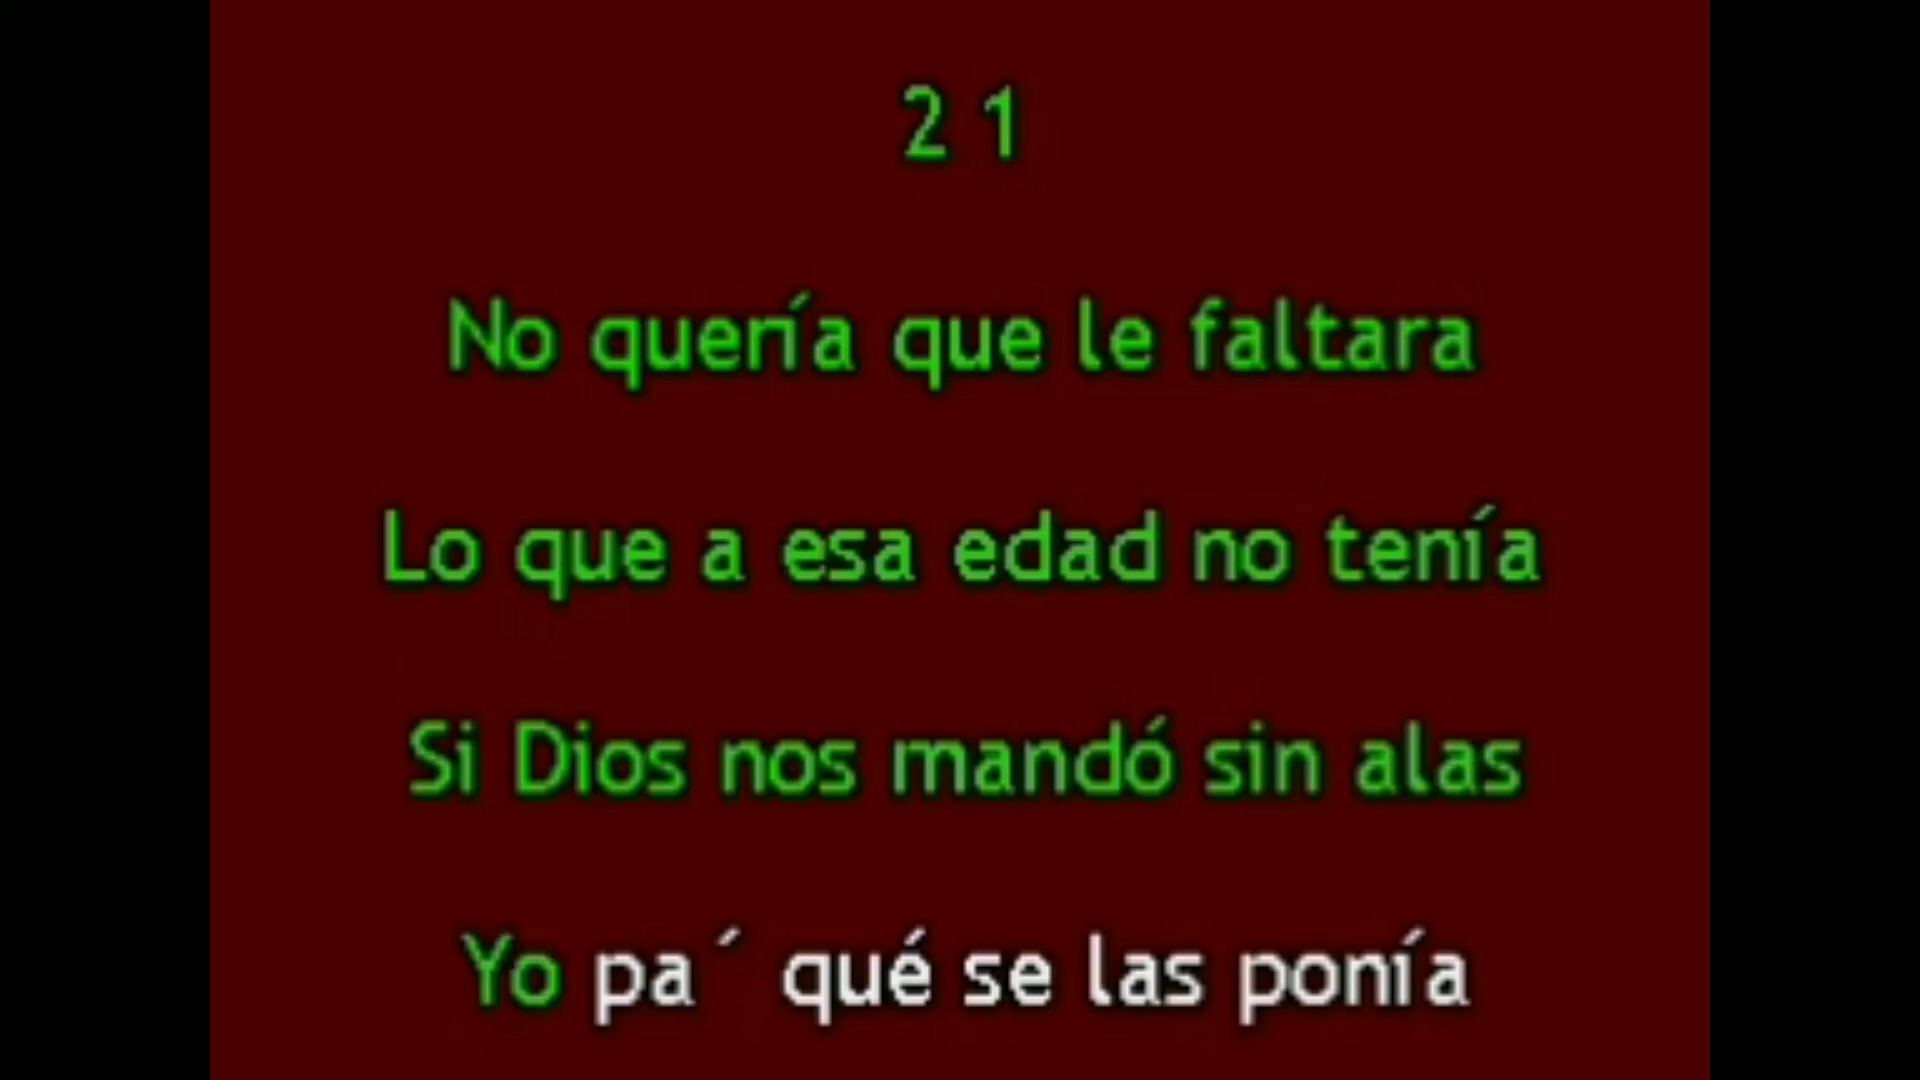 2 1
No quería que le faltara
Lo que a esa edad no tenía
Si Dios nos mandó sin alas
Yo pa´ qué se las ponía